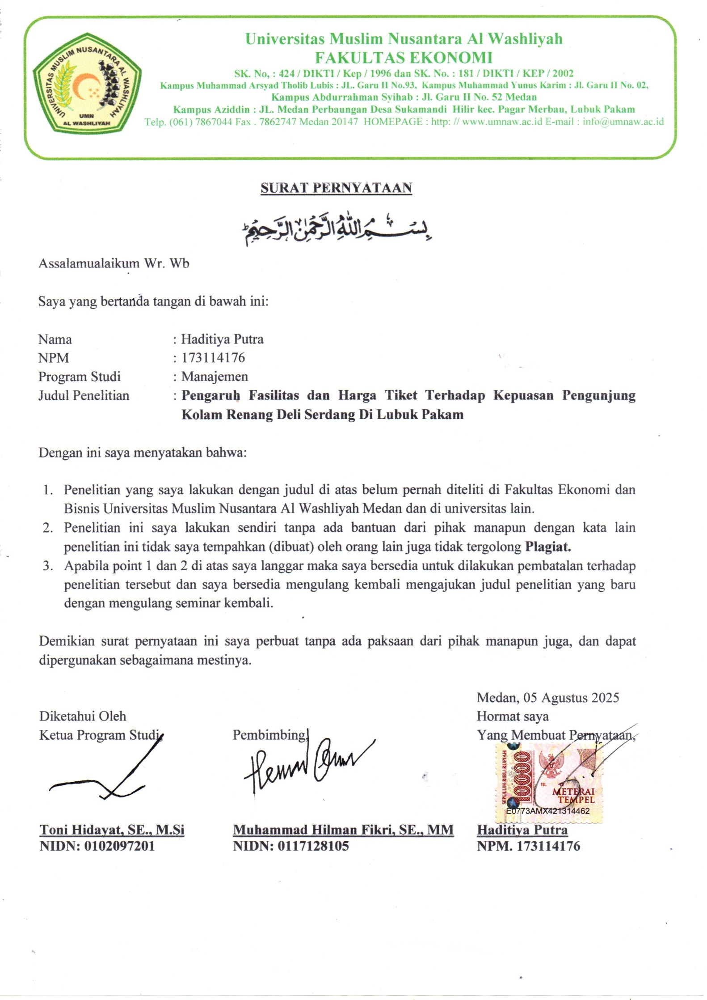 UNIVERSITAS MUSLIM NUSANTARA AL WASHLIYAH
UMN
AL WASHLIYAH
Universitas Muslim Nusantara Al Washliyah
FAKULTAS EKONOMI
SK. No, : 424 / DIKTI / Kep / 1996 dan SK. No. : 181 / DIKTI / KEP / 2002
Kampus Muhammad Arsyad Tholib Lubis : JL. Garu II No.93, Kampus Muhammad Yunus Karim : Jl. Garu II No. 02,
Kampus Abdurrahman Syihab : Jl. Garu II No. 52 Medan
Kampus Aziddin : JL. Medan Perbaungan Desa Sukamandi Hilir kec. Pagar Merbau, Lubuk Pakam
Telp. (061) 7867044 Fax . 7862747 Medan 20147 HOMEPAGE : http: // www.umnaw.ac.id E-mail : info@umnaw.ac.id
SURAT PERNYATAAN
بِسْمِ اللّٰهِ الرَّحْمٰنِ الرَّحِيْمِ
Assalamualaikum Wr. Wb
Saya yang bertanda tangan di bawah ini:
Nama : Haditiya Putra
NPM : 173114176
Program Studi : Manajemen
Judul Penelitian : Pengaruh Fasilitas dan Harga Tiket Terhadap Kepuasan Pengunjung
Kolam Renang Deli Serdang Di Lubuk Pakam
Dengan ini saya menyatakan bahwa:
1. Penelitian yang saya lakukan dengan judul di atas belum pernah diteliti di Fakultas Ekonomi dan
Bisnis Universitas Muslim Nusantara Al Washliyah Medan dan di universitas lain.
2. Penelitian ini saya lakukan sendiri tanpa ada bantuan dari pihak manapun dengan kata lain
penelitian ini tidak saya tempahkan (dibuat) oleh orang lain juga tidak tergolong Plagiat.
3. Apabila point 1 dan 2 di atas saya langgar maka saya bersedia untuk dilakukan pembatalan terhadap
penelitian tersebut dan saya bersedia mengulang kembali mengajukan judul penelitian yang baru
dengan mengulang seminar kembali.
Demikian surat pernyataan ini saya perbuat tanpa ada paksaan dari pihak manapun juga, dan dapat
dipergunakan sebagaimana mestinya.
Medan, 05 Agustus 2025
Diketahui Oleh Hormat saya
Ketua Program Studi, Pembimbing, Yang Membuat Pernyataan,
SEPULUH RIBU RUPIAH
10000
TGL.
METERAI
TEMPEL
E0773AMX421314462
Toni Hidayat, SE., M.Si Muhammad Hilman Fikri, SE., MM Haditiya Putra
NIDN: 0102097201 NIDN: 0117128105 NPM. 173114176